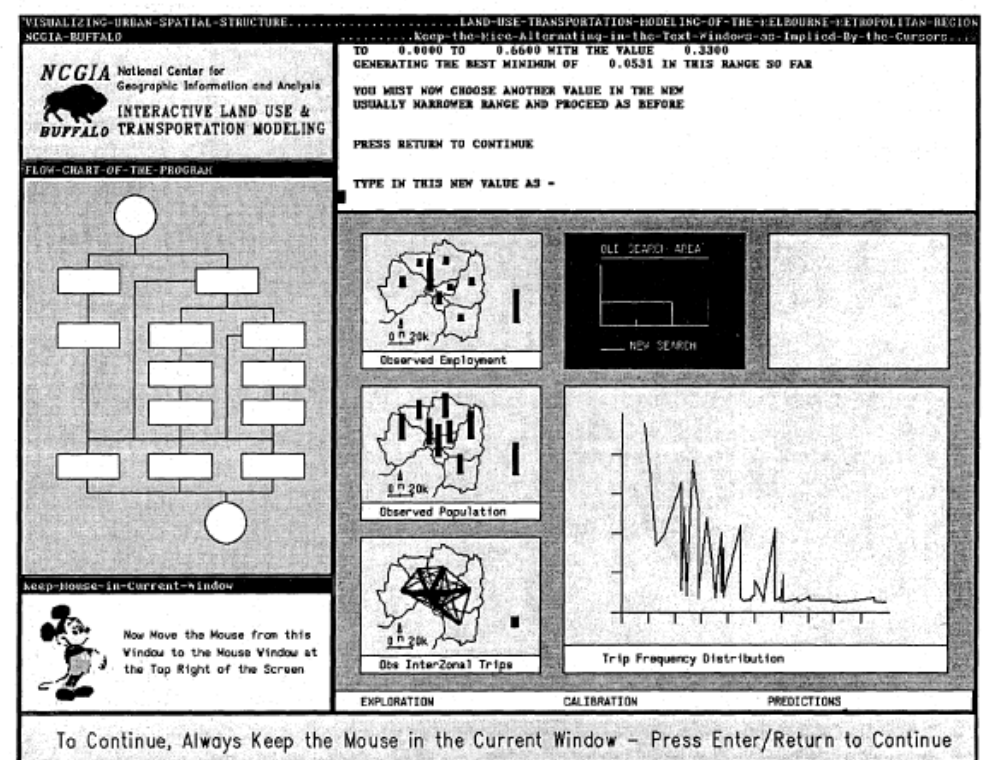 VISUALIZING-URBAN-SPATIAL-STRUCTURE.....................LAND-USE-TRANSPORTATION-MODELING-OF-THE-MELBOURNE-METROPOLITAN-REGION
NCGIA-BUFFALO
..........Keep-the-Mice-Alternating-in-the-Text-Windows-as-Implied-By-the-Cursors....
NCGIA National Center for
Geographic Information and Analysis
INTERACTIVE LAND USE &
BUFFALO TRANSPORTATION MODELING
TO 0.0000 TO 0.6600 WITH THE VALUE 0.3300
GENERATING THE BEST MINIMUM OF 0.0531 IN THIS RANGE SO FAR
YOU MUST NOW CHOOSE ANOTHER VALUE IN THE NEW
USUALLY NARROWER RANGE AND PROCEED AS BEFORE
PRESS RETURN TO CONTINUE
TYPE IN THIS NEW VALUE AS -
FLOW-CHART-OF-THE-PROGRAM
n
0 20k
Observed Employment
OLD SEARCH AREA
NEW SEARCH
n
0 20k
Observed Population
n
0 20k
Obs InterZonal Trips
Trip Frequency Distribution
Keep-Mouse-in-Current-Window
Now Move the Mouse from this
Window to the Mouse Window at
the Top Right of the Screen
EXPLORATION CALIBRATION PREDICTIONS
To Continue, Always Keep the Mouse in the Current Window – Press Enter/Return to Continue